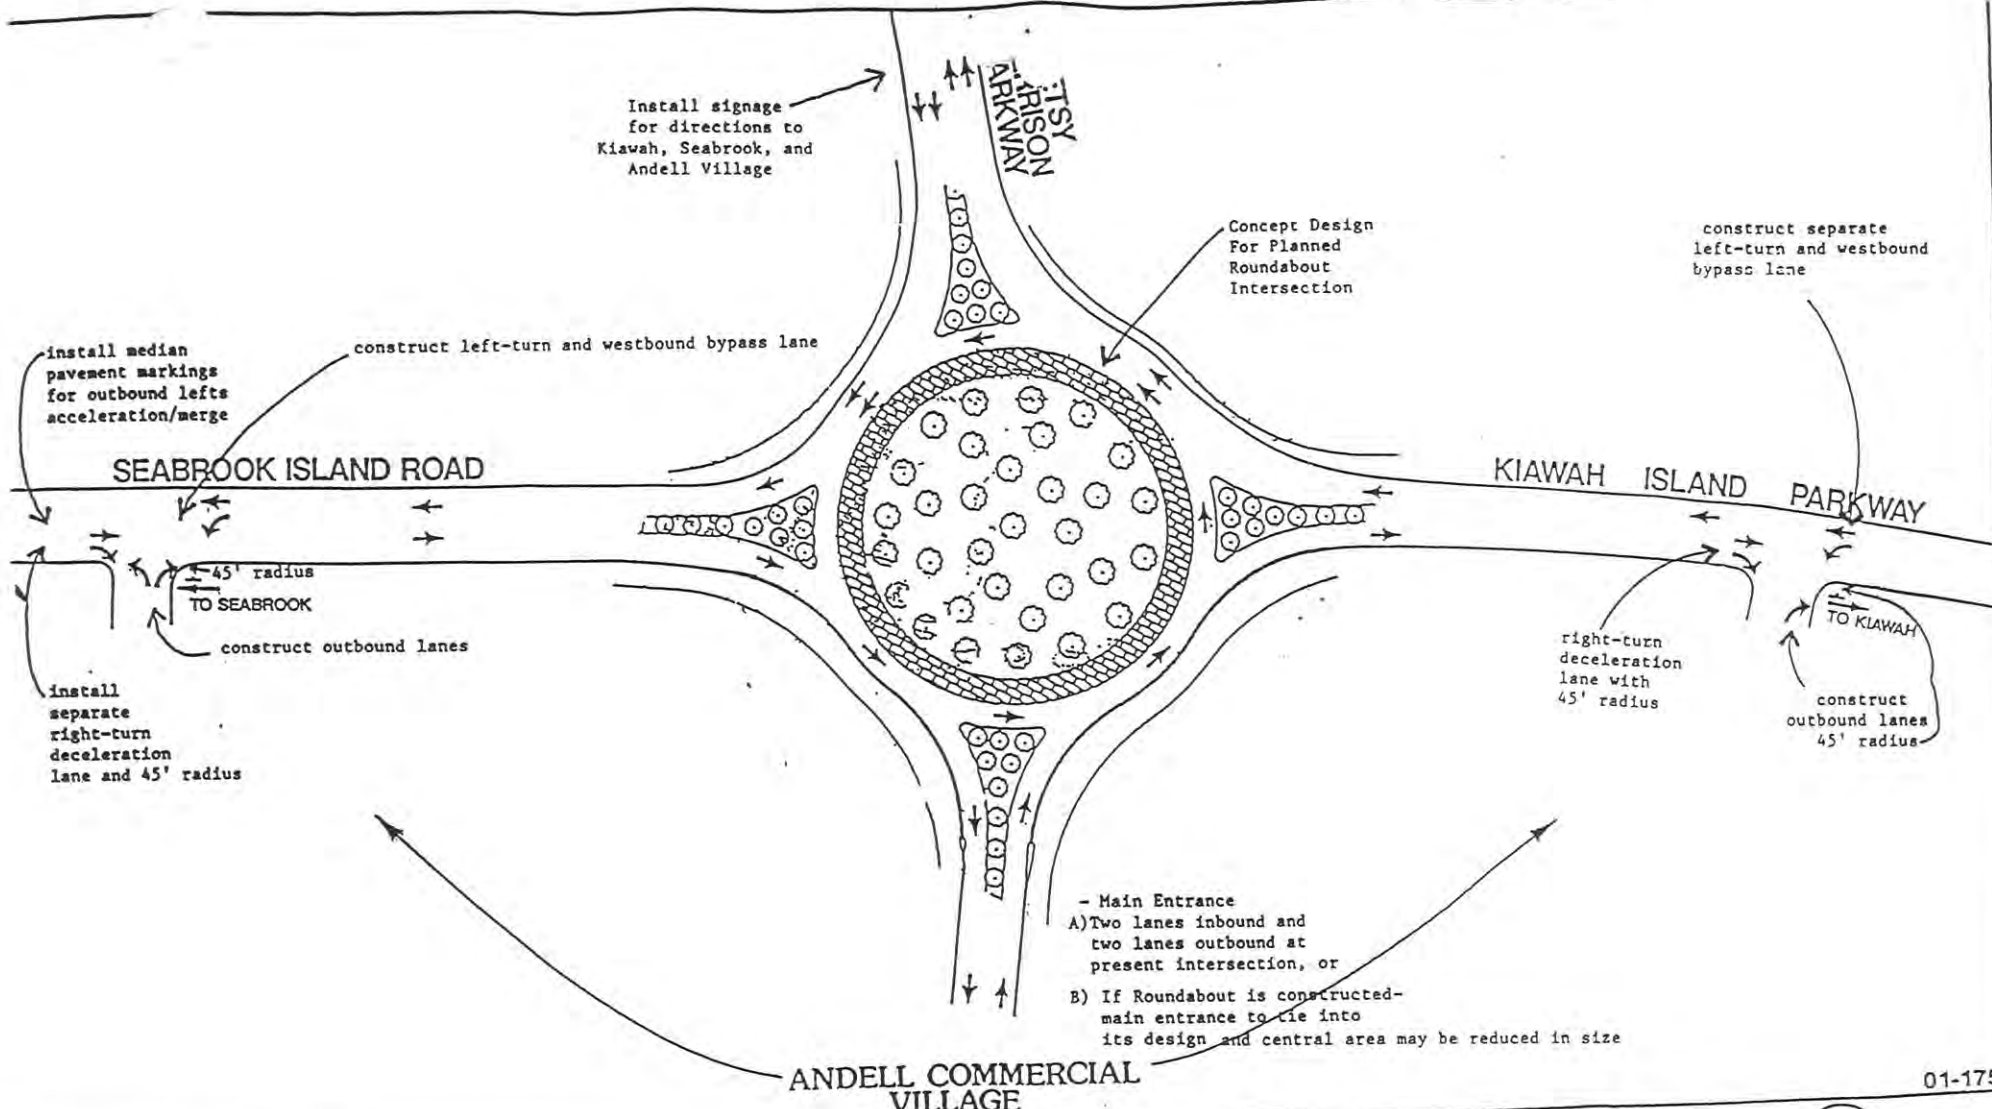 Install signage
for directions to
Kiawah, Seabrook, and
Andell Village
:TSY
RISON
ARKWAY
Concept Design
For Planned
Roundabout
Intersection
construct separate
left-turn and westbound
bypass lane
install median
pavement markings
for outbound lefts
acceleration/merge
construct left-turn and westbound bypass lane
SEABROOK ISLAND ROAD
KIAWAH ISLAND PARKWAY
45' radius
TO SEABROOK
construct outbound lanes
install
separate
right-turn
deceleration
lane and 45' radius
right-turn
deceleration
lane with
45' radius
TO KIAWAH
construct
outbound lanes
45' radius
- Main Entrance
A)Two lanes inbound and
two lanes outbound at
present intersection, or
B) If Roundabout is constructed-
main entrance to tie into
its design and central area may be reduced in size
ANDELL COMMERCIAL
VILLAGE
01-175